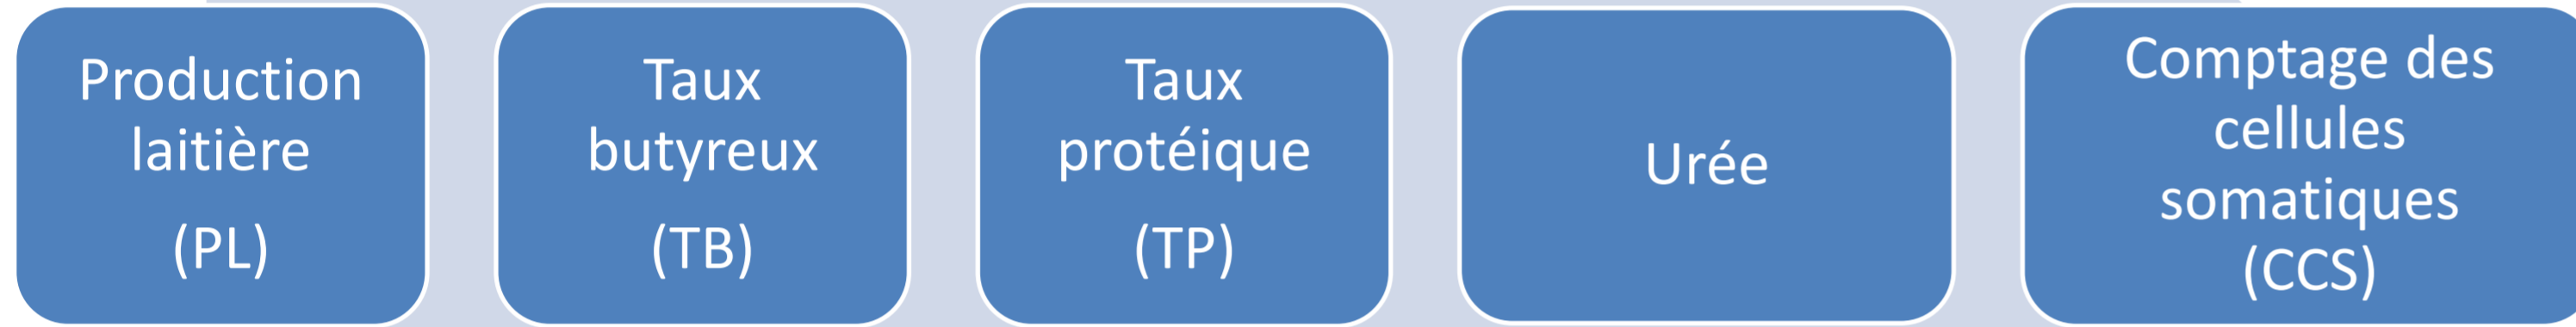 Production
laitière
(PL)
Taux
butyreux
(TB)
Taux
protéique
(TP)
Urée
Comptage des
cellules
somatiques
(CCS)